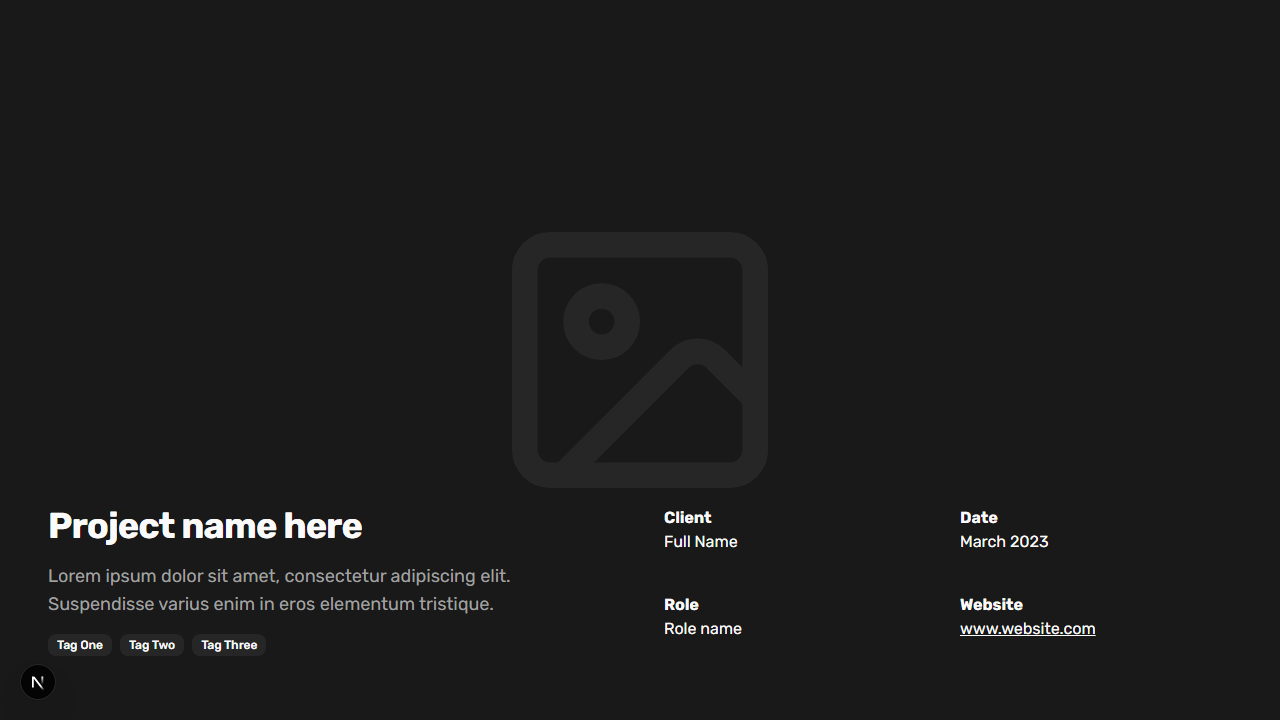 Project name here
Lorem ipsum dolor sit amet, consectetur adipiscing elit.
Suspendisse varius enim in eros elementum tristique.
Tag One
Tag Two
Tag Three
Client
Full Name
Date
March 2023
Role
Role name
Website
www.website.com
N